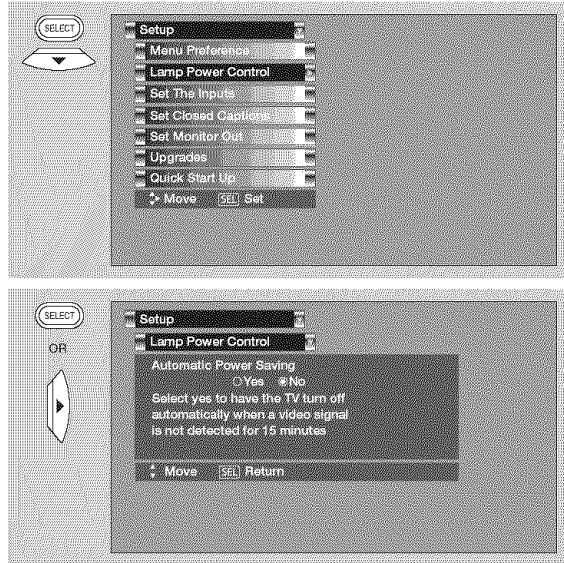 SELECT
Setup
Menu Preference
Lamp Power Control
Set The Inputs
Set Closed Captions
Set Monitor Out
Upgrades
Quick Start Up
Move SEL Set
SELECT
OR
Setup
Lamp Power Control
Automatic Power Saving
Yes No
Select yes to have the TV turn off
automatically when a video signal
is not detected for 15 minutes
Move SEL Return